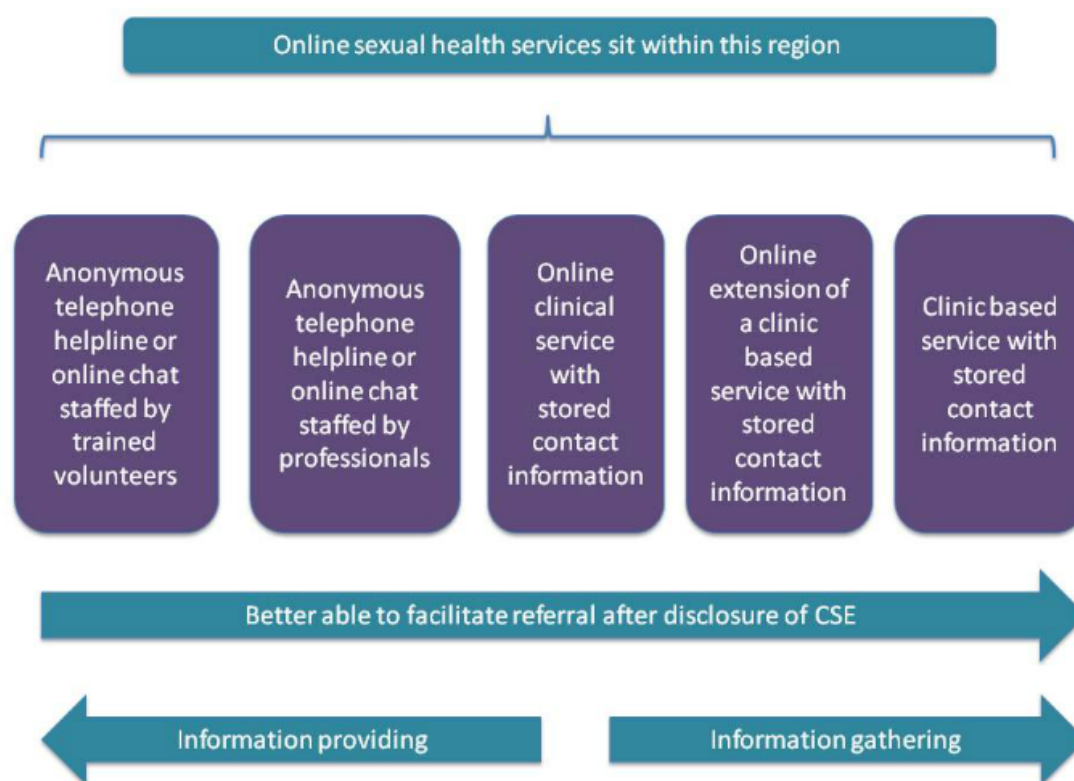 Online sexual health services sit within this region
Anonymous
telephone
helpline or
online chat
staffed by
trained
volunteers
Anonymous
telephone
helpline or
online chat
staffed by
professionals
Online
clinical
service
with
stored
contact
information
Online
extension of
a clinic
based
service with
stored
contact
information
Clinic based
service with
stored
contact
information
Better able to facilitate referral after disclosure of CSE
Information providing
Information gathering